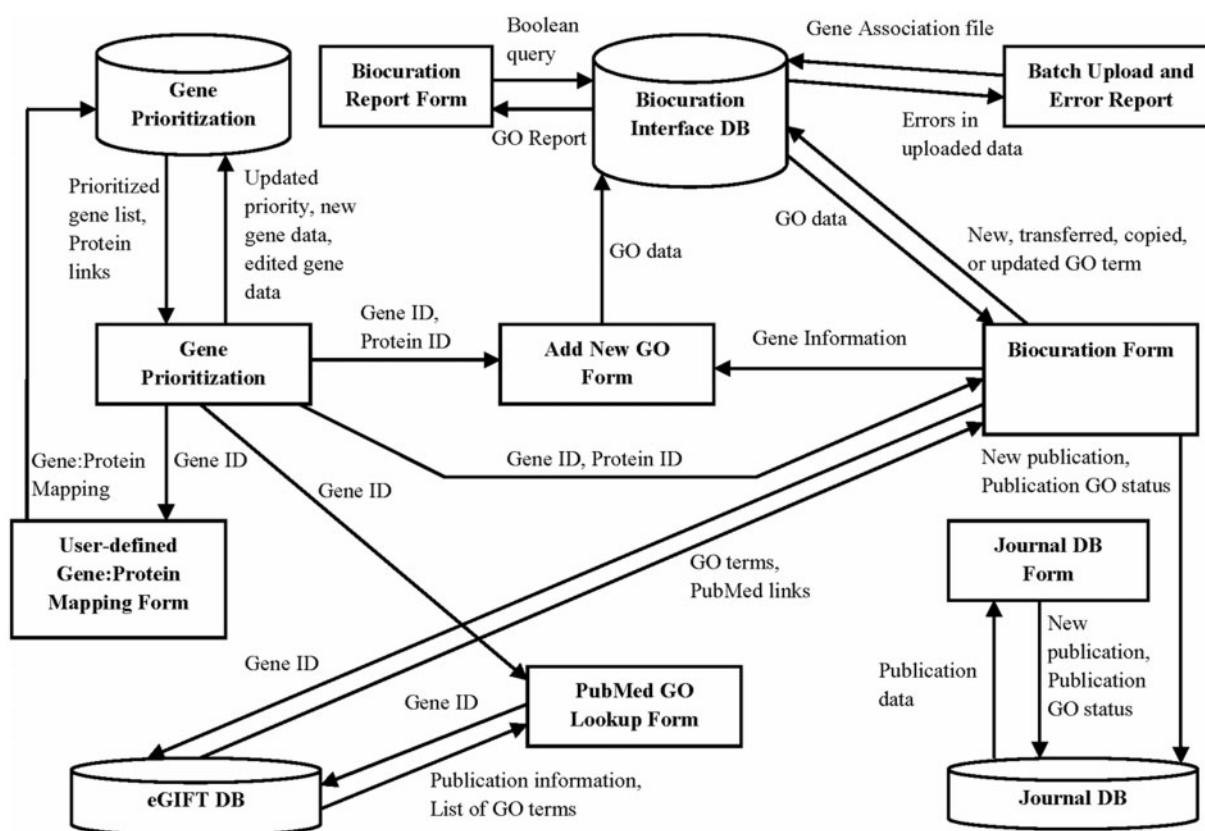 Gene
Prioritization
Biocuration
Report Form
Boolean
query
GO Report
Biocuration
Interface DB
Gene Association file
Batch Upload and
Error Report
Errors in
uploaded data
Prioritized
gene list,
Protein
links
Updated
priority, new
gene data,
edited gene
data
GO data
GO data
New, transferred, copied,
or updated GO term
Gene
Prioritization
Gene ID,
Protein ID
Add New GO
Form
Gene Information
Biocuration Form
Gene:Protein
Mapping
Gene ID
Gene ID
Gene ID, Protein ID
New publication,
Publication GO status
User-defined
Gene:Protein
Mapping Form
GO terms,
PubMed links
Journal DB
Form
Gene ID
Gene ID
PubMed GO
Lookup Form
Publication
data
New
publication,
Publication
GO status
eGIFT DB
Publication information,
List of GO terms
Journal DB